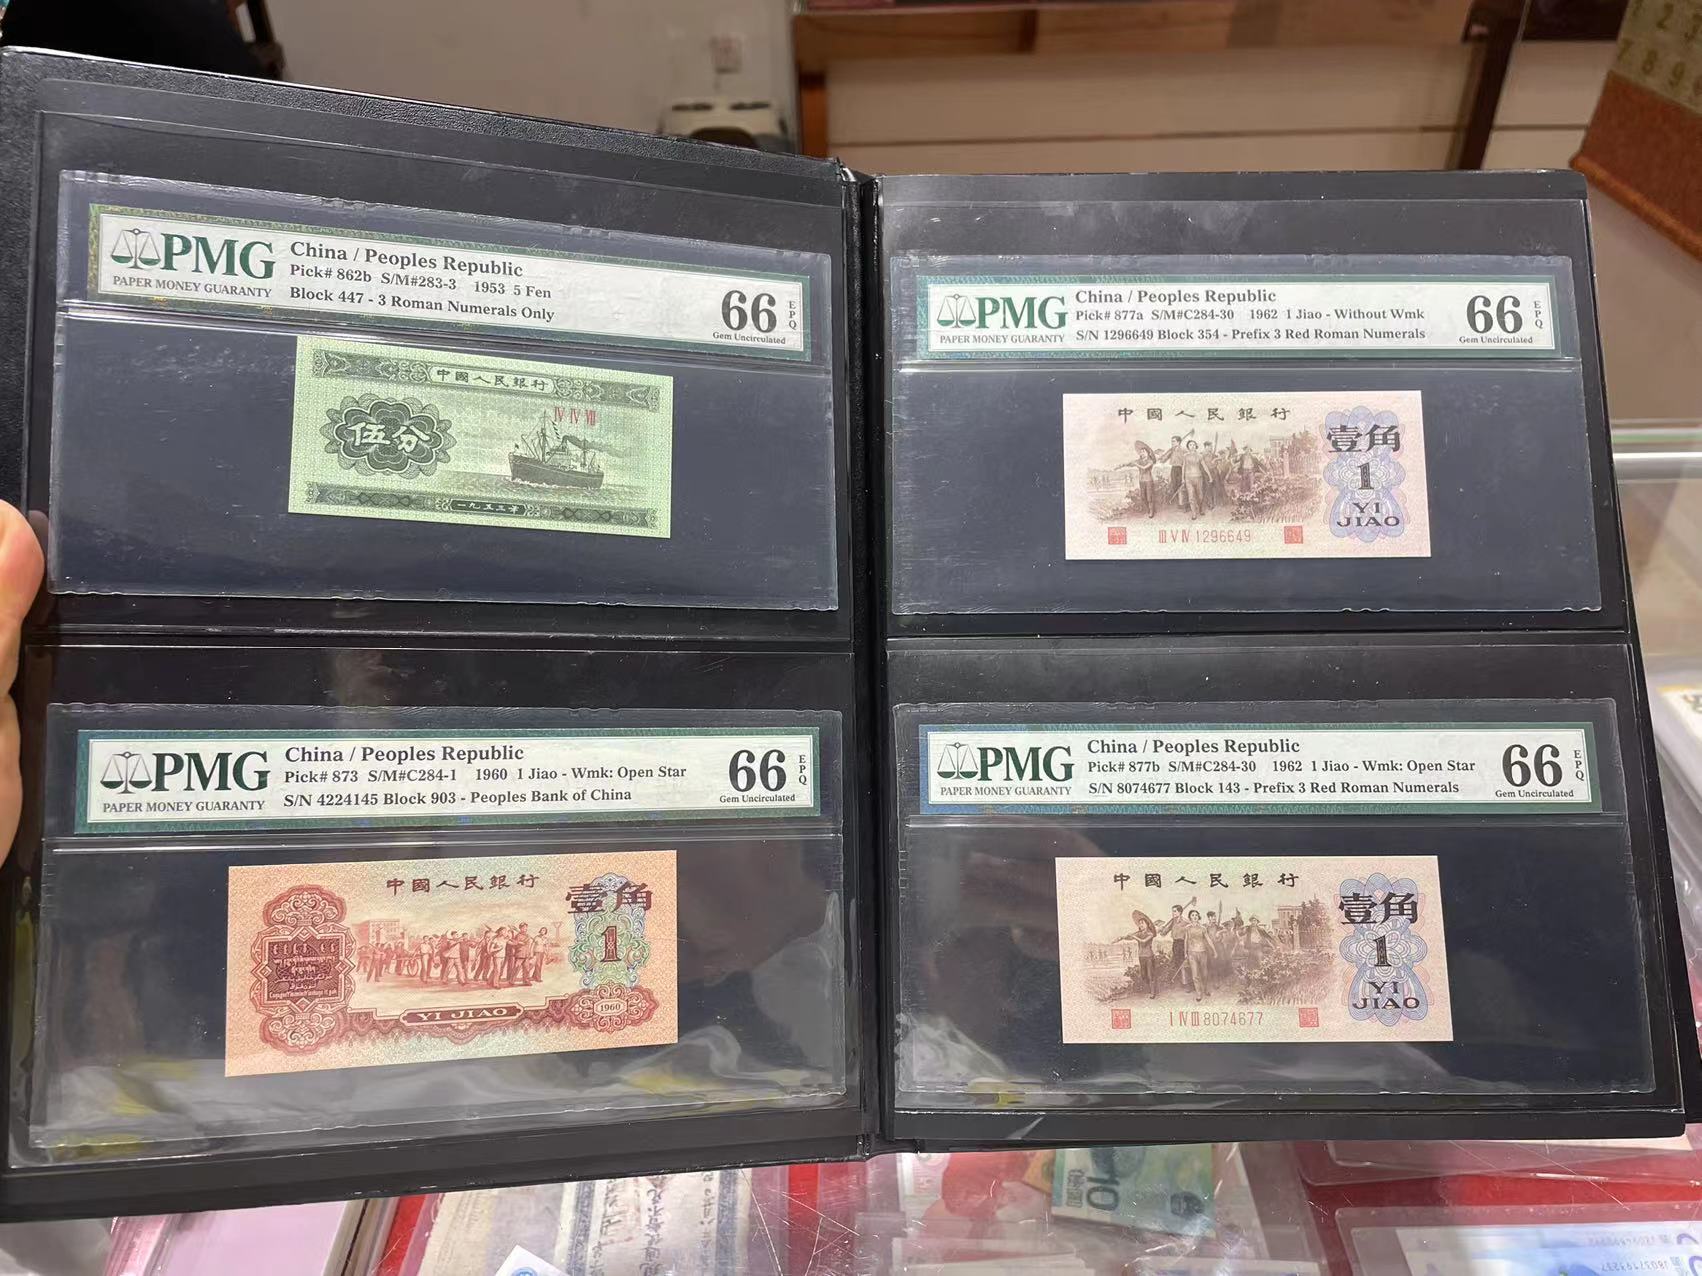 PMG
PAPER MONEY GUARANTY
China / Peoples Republic
Pick# 862b S/M#283-3 1953 5 Fen
Block 447 - 3 Roman Numerals Only
66 EPQ
Gem Uncirculated
中國人民銀行
IV IV VII
伍分
一九五三年
PMG
PAPER MONEY GUARANTY
China / Peoples Republic
Pick# 877a S/M#C284-30 1962 1 Jiao - Without Wmk
S/N 1296649 Block 354 - Prefix 3 Red Roman Numerals
66 EPQ
Gem Uncirculated
中國人民銀行
壹角
1
YI
JIAO
III V IV 1296649
PMG
PAPER MONEY GUARANTY
China / Peoples Republic
Pick# 873 S/M#C284-1 1960 1 Jiao - Wmk: Open Star
S/N 4224145 Block 903 - Peoples Bank of China
66 EPQ
Gem Uncirculated
中國人民銀行
壹角
1
YI JIAO
1960
PMG
PAPER MONEY GUARANTY
China / Peoples Republic
Pick# 877b S/M#C284-30 1962 1 Jiao - Wmk: Open Star
S/N 8074677 Block 143 - Prefix 3 Red Roman Numerals
66 EPQ
Gem Uncirculated
中國人民銀行
壹角
1
YI
JIAO
I IV III 8074677
10